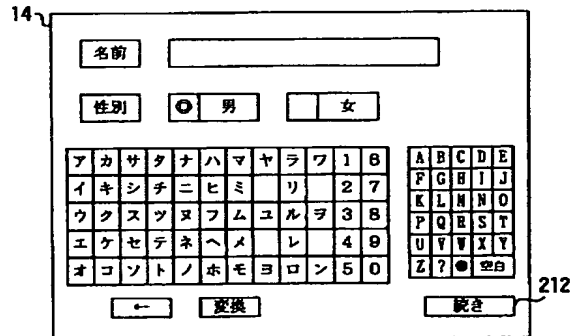 14
名前
性別 ◎ 男 女
ア カ サ タ ナ ハ マ ヤ ラ ワ 1 6
イ キ シ チ ニ ヒ ミ リ 2 7
ウ ク ス ツ ヌ フ ム ユ ル ヲ 3 8
エ ケ セ テ ネ ヘ メ レ 4 9
オ コ ソ ト ノ ホ モ ヨ ロ ン 5 0
A B C D E
F G H I J
K L M N O
P Q R S T
U V W X Y
Z ? ● 空白
← 変換 続き
212